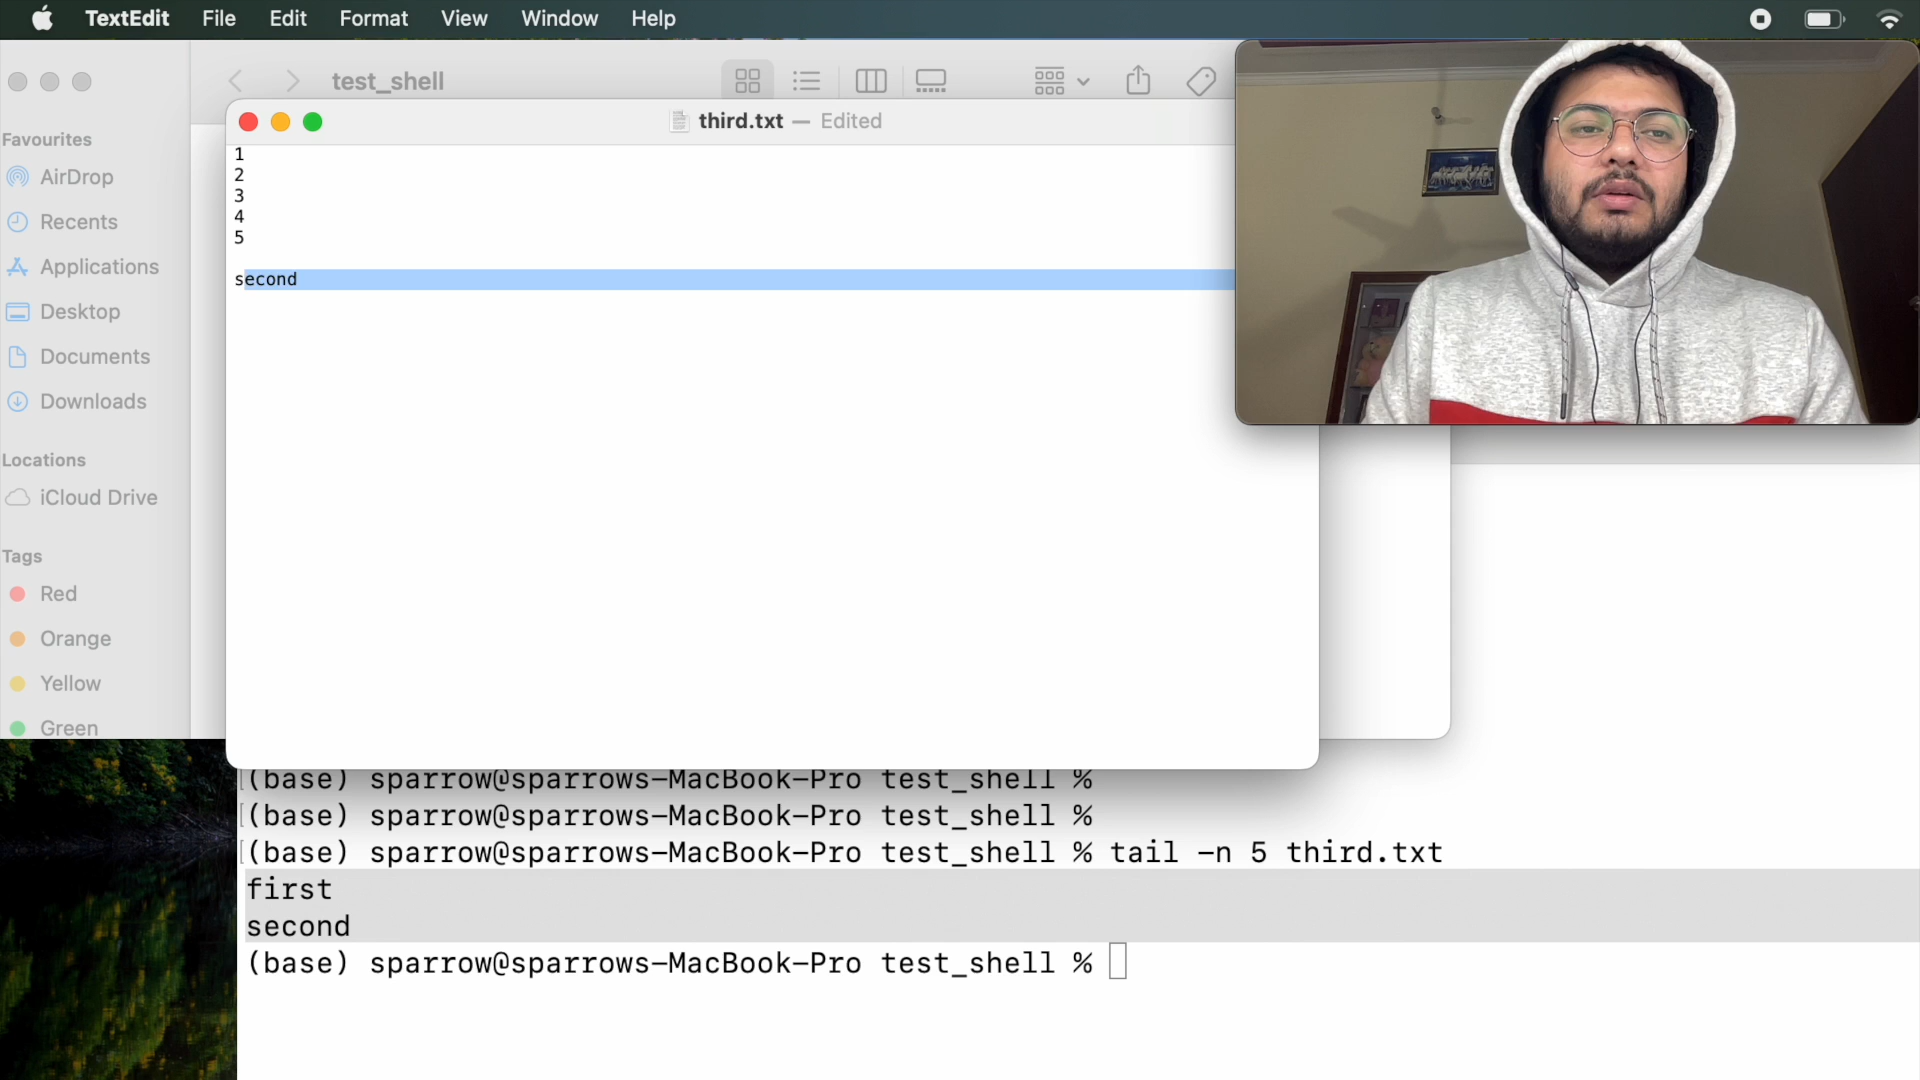 TextEdit File Edit Format View Window Help
test_shell
third.txt — Edited
Favourites
AirDrop
Recents
Applications
Desktop
Documents
Downloads
Locations
iCloud Drive
Tags
Red
Orange
Yellow
Green
1
2
3
4
5
second
(base) sparrow@sparrows-MacBook-Pro test_shell %
(base) sparrow@sparrows-MacBook-Pro test_shell %
(base) sparrow@sparrows-MacBook-Pro test_shell % tail -n 5 third.txt
first
second
(base) sparrow@sparrows-MacBook-Pro test_shell %